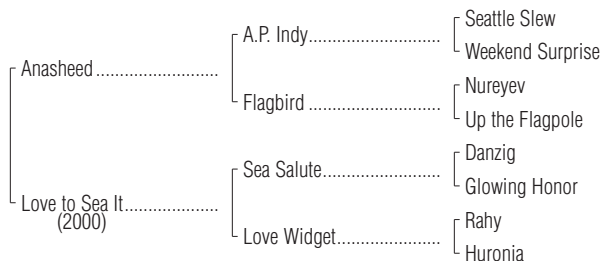 Seattle Slew
A.P. Indy
Weekend Surprise
Anasheed
Nureyev
Flagbird
Up the Flagpole
Danzig
Sea Salute
Glowing Honor
Love to Sea It
(2000)
Rahy
Love Widget
Huronia